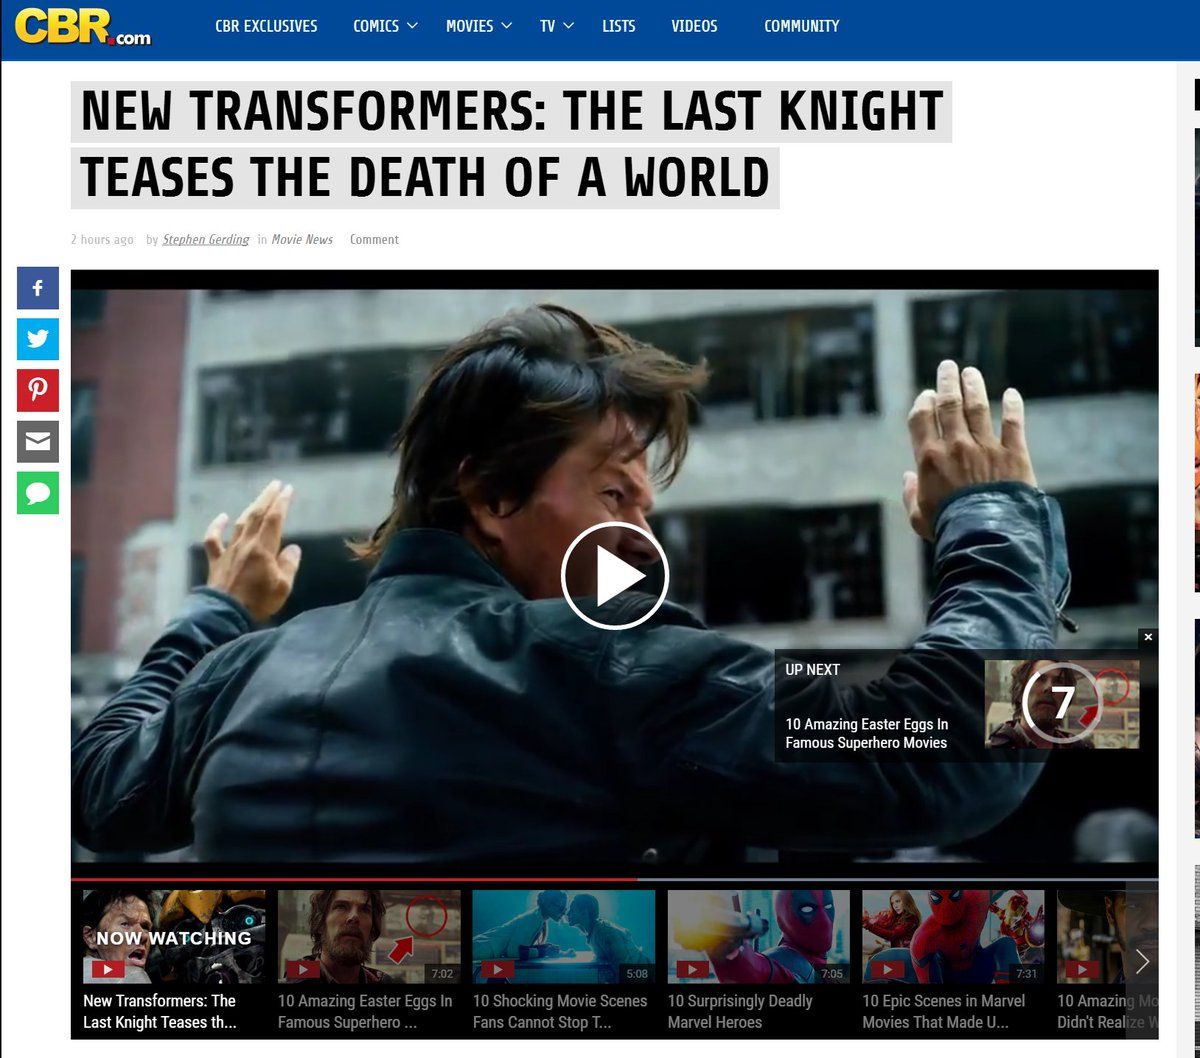 CBR.com
CBR EXCLUSIVES COMICS MOVIES TV LISTS VIDEOS COMMUNITY
NEW TRANSFORMERS: THE LAST KNIGHT
TEASES THE DEATH OF A WORLD
2 hours ago by Stephen Gerding in Movie News Comment
UP NEXT
7
10 Amazing Easter Eggs In
Famous Superhero Movies
NOW WATCHING
7:02
5:08
7:05
7:31
New Transformers: The
Last Knight Teases th...
10 Amazing Easter Eggs In
Famous Superhero ...
10 Shocking Movie Scenes
Fans Cannot Stop T...
10 Surprisingly Deadly
Marvel Heroes
10 Epic Scenes in Marvel
Movies That Made U...
10 Amazing Mo
Didn't Realize W